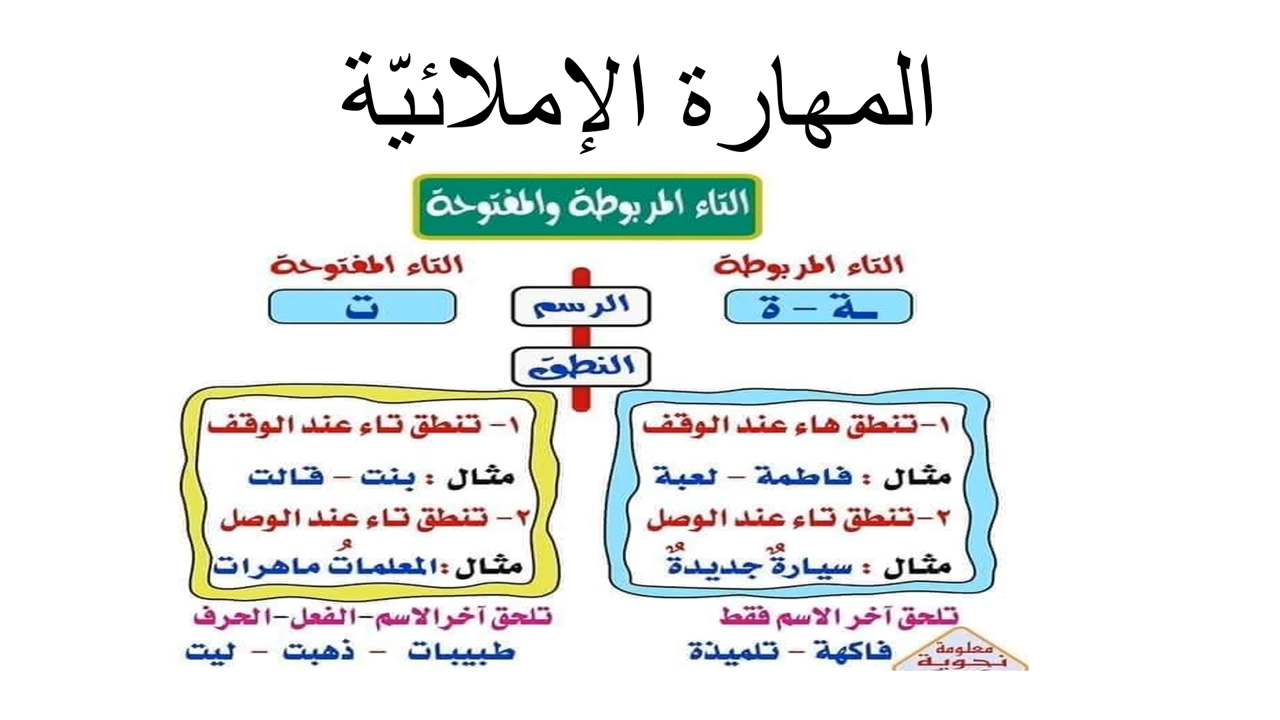 المهارة الإملائيّة
التاء المربوطة والمفتوحة
التاء المربوطة
التاء المفتوحة
ـة - ة
الرسم
ت
النطق
١- تنطق هاء عند الوقف
مثال : فاطمة - لعبة
٢- تنطق تاء عند الوصل
مثال : سيارةٌ جديدةٌ
تلحق آخر الاسم فقط
فاكهة - تلميذة
١- تنطق تاء عند الوقف
مثال : بنت - قالت
٢- تنطق تاء عند الوصل
مثال :المعلماتُ ماهرات
تلحق آخر الاسم-الفعل-الحرف
طبيبات - ذهبت - ليت
معلومة
نحوية